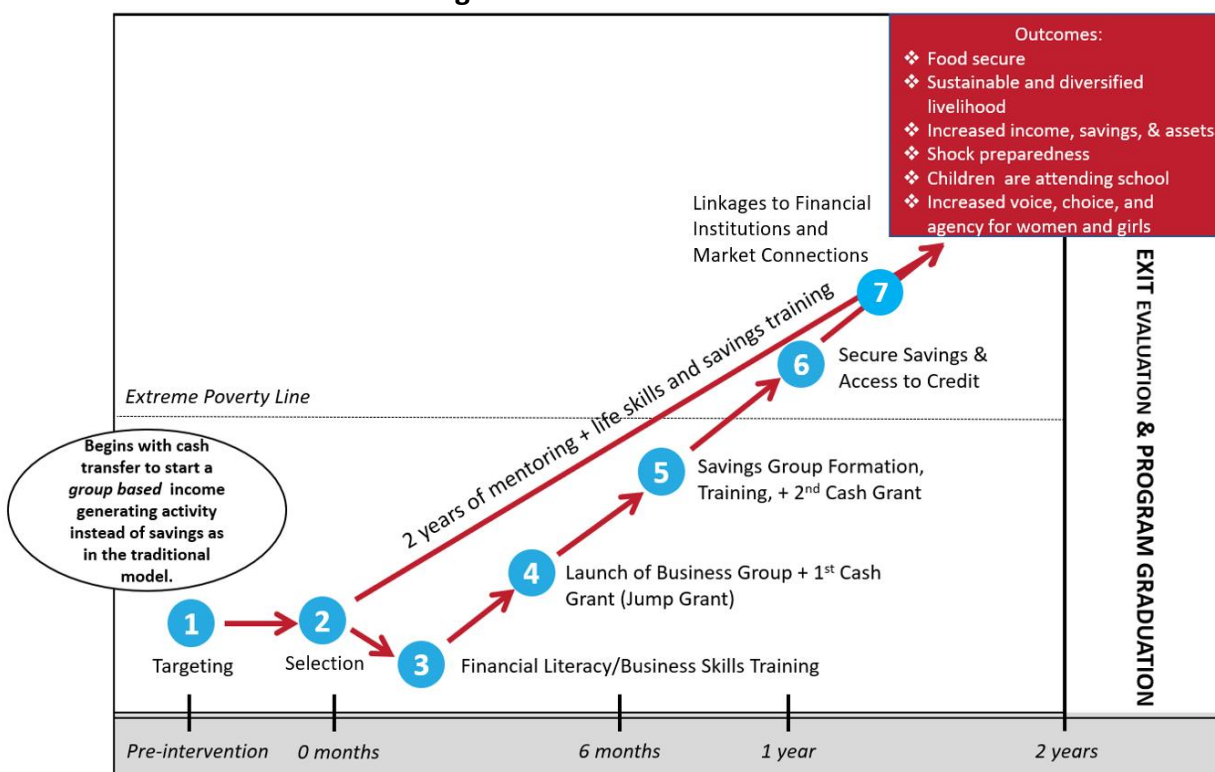 Outcomes:
❖ Food secure
❖ Sustainable and diversified
livelihood
❖ Increased income, savings, & assets
❖ Shock preparedness
❖ Children are attending school
❖ Increased voice, choice, and
agency for women and girls
Linkages to Financial
Institutions and
Market Connections
7
2 years of mentoring + life skills and savings training
6
Secure Savings &
Access to Credit
Extreme Poverty Line
Begins with cash
transfer to start a
group based income
generating activity
instead of savings as
in the traditional
model.
5
Savings Group Formation,
Training, + 2nd Cash Grant
4
Launch of Business Group + 1st Cash
Grant (Jump Grant)
1
Targeting
2
Selection
3
Financial Literacy/Business Skills Training
EXIT EVALUATION & PROGRAM GRADUATION
Pre-intervention
0 months
6 months
1 year
2 years